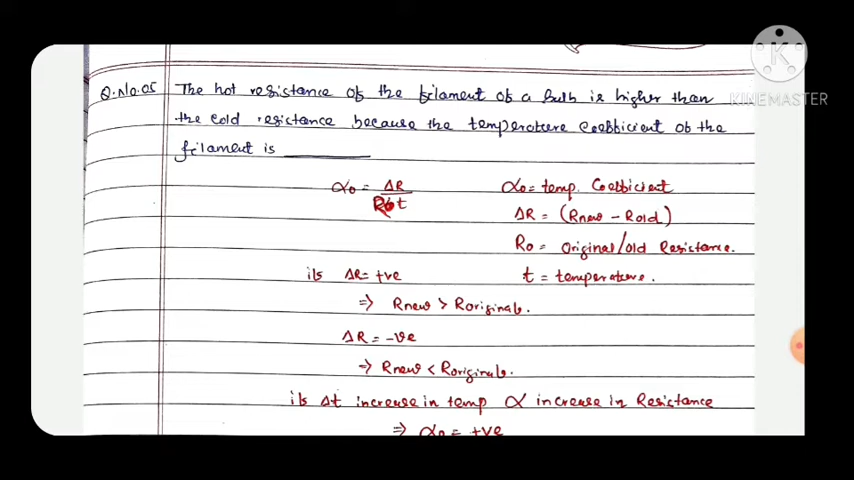 KINEMASTER
Q.No.05 The hot resistance of the filament of a bulb is higher than
the cold resistance because the temperature coefficient of the
filament is ________
α₀ = ΔR / R₀t
α₀ = temp. Coefficient
ΔR = (Rnew - Rold)
R₀ = original/old Resistance.
t = temperature.
if ΔR = +ve
⇒ Rnew > Roriginal.
ΔR = -ve
⇒ Rnew < Roriginal.
if Δt increase in temp α increase in Resistance
⇒ α₀ = +ve